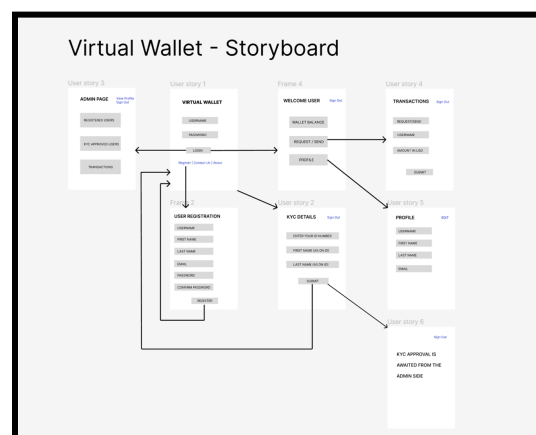 Virtual Wallet - Storyboard
User story 3
ADMIN PAGE
View Profile
Sign Out
REGISTERED USERS
KYC APPROVED USERS
TRANSACTIONS
User story 1
VIRTUAL WALLET
USERNAME
PASSWORD
LOGIN
Register | Contact Us | About
Frame 4
WELCOME USER
Sign Out
WALLET BALANCE
REQUEST / SEND
PROFILE
User story 4
TRANSACTIONS
Sign Out
REQUEST/SEND
USERNAME
AMOUNT IN USD
SUBMIT
Frame 2
USER REGISTRATION
USERNAME
FIRST NAME
LAST NAME
EMAIL
PASSWORD
CONFIRM PASSWORD
REGISTER
User story 2
KYC DETAILS
Sign Out
ENTER YOUR ID NUMBER
FIRST NAME (AS ON ID)
LAST NAME (AS ON ID)
SUBMIT
User story 5
PROFILE
EDIT
USERNAME
FIRST NAME
LAST NAME
EMAIL
User story 6
Sign Out
KYC APPROVAL IS
AWAITED FROM THE
ADMIN SIDE